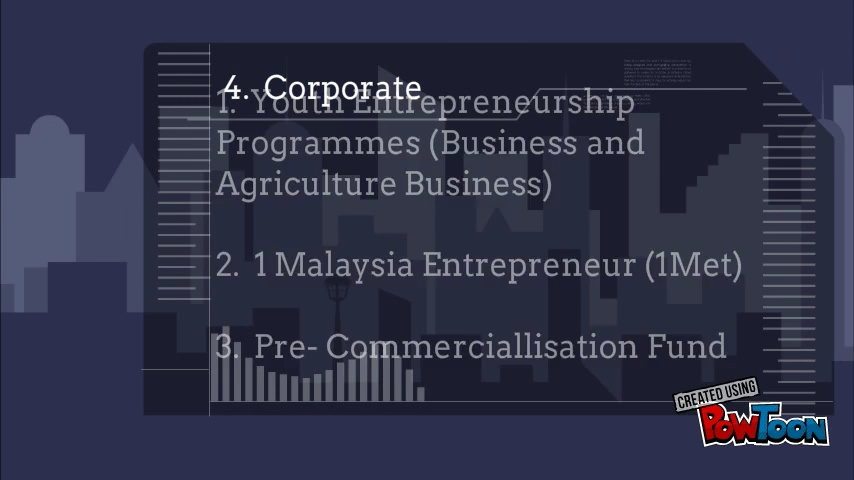 4. Corporate
1. Youth Entrepreneurship
Programmes (Business and
Agriculture Business)
2. 1 Malaysia Entrepreneur (1Met)
3. Pre- Commerciallisation Fund
CREATED USING
POWTOON